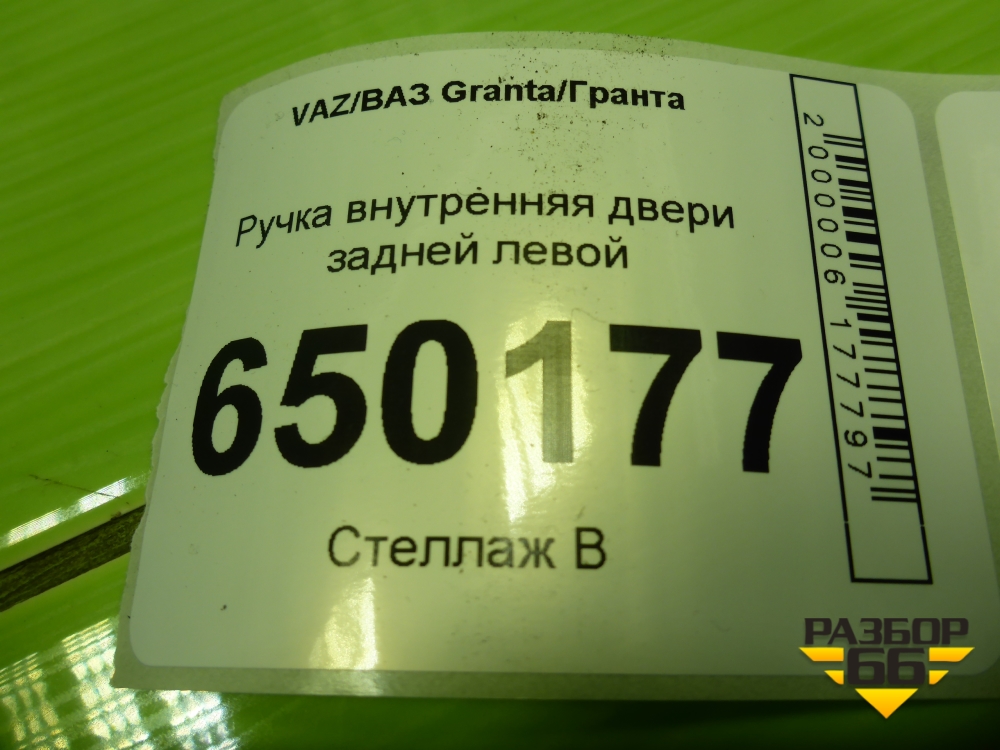 VAZ/ВАЗ Granta/Гранта
Ручка внутренняя двери
задней левой
650177
Стеллаж В
2000006177797
РАЗБОР
66